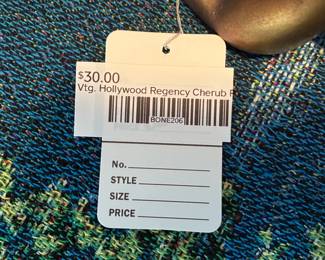 $30.00
Vtg. Hollywood Regency Cherub
BONE206
No.
STYLE
SIZE
PRICE